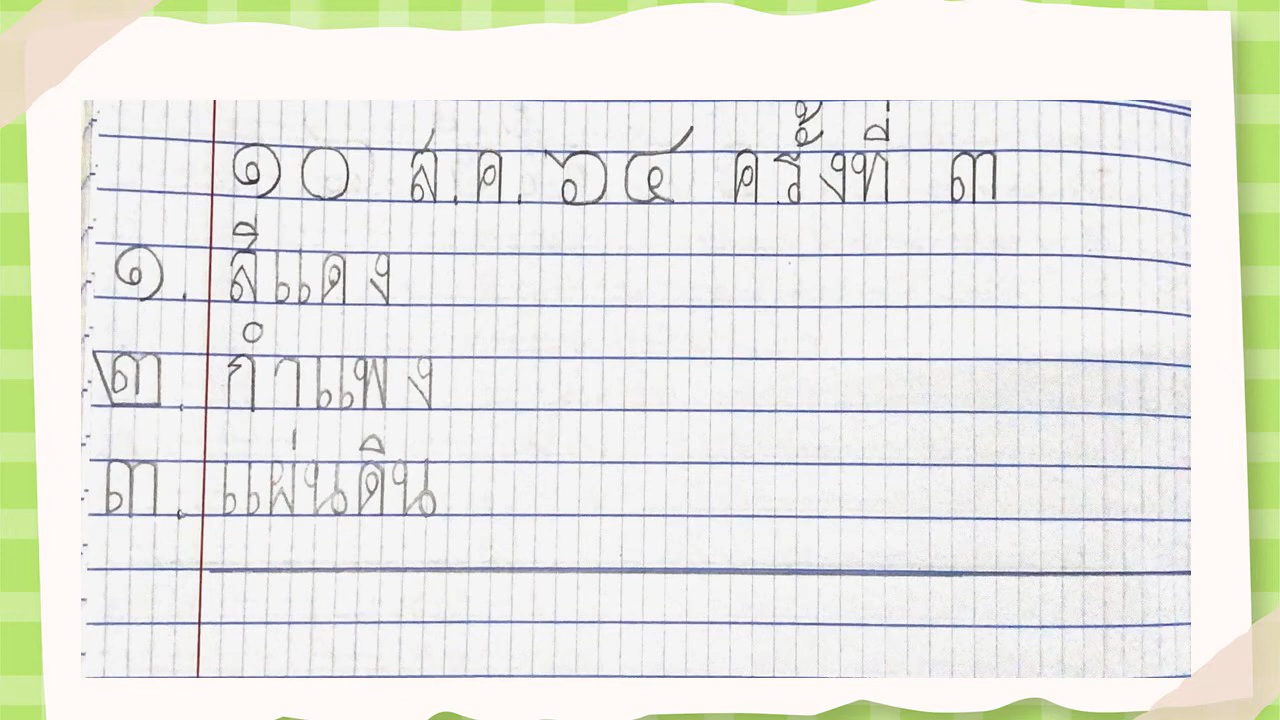 ๑๐ ส.ค. ๖๔ ครั้งที่ ๓
๑. สีแดง
๒. กำแพง
๓. แผ่นดิน